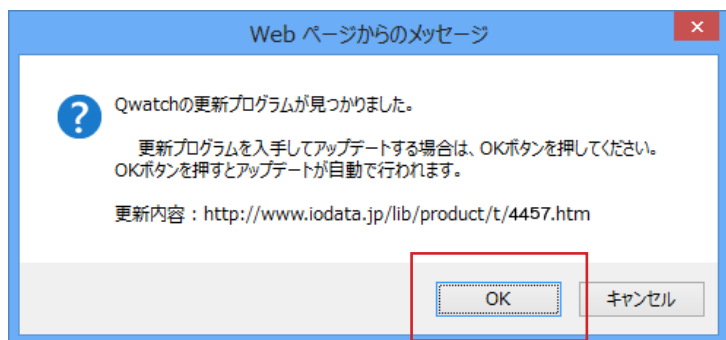 Web ページからのメッセージ
Qwatchの更新プログラムが見つかりました。
更新プログラムを入手してアップデートする場合は、OKボタンを押してください。
OKボタンを押すとアップデートが自動で行われます。
更新内容：http://www.iodata.jp/lib/product/t/4457.htm
OK
キャンセル